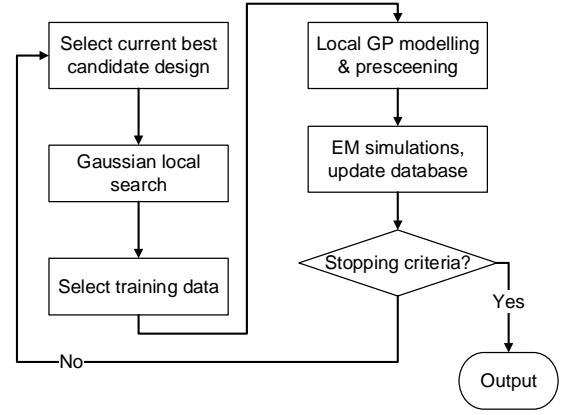 Select current best
candidate design
Gaussian local
search
Select training data
Local GP modelling
& presceening
EM simulations,
update database
Stopping criteria?
Yes
No
Output